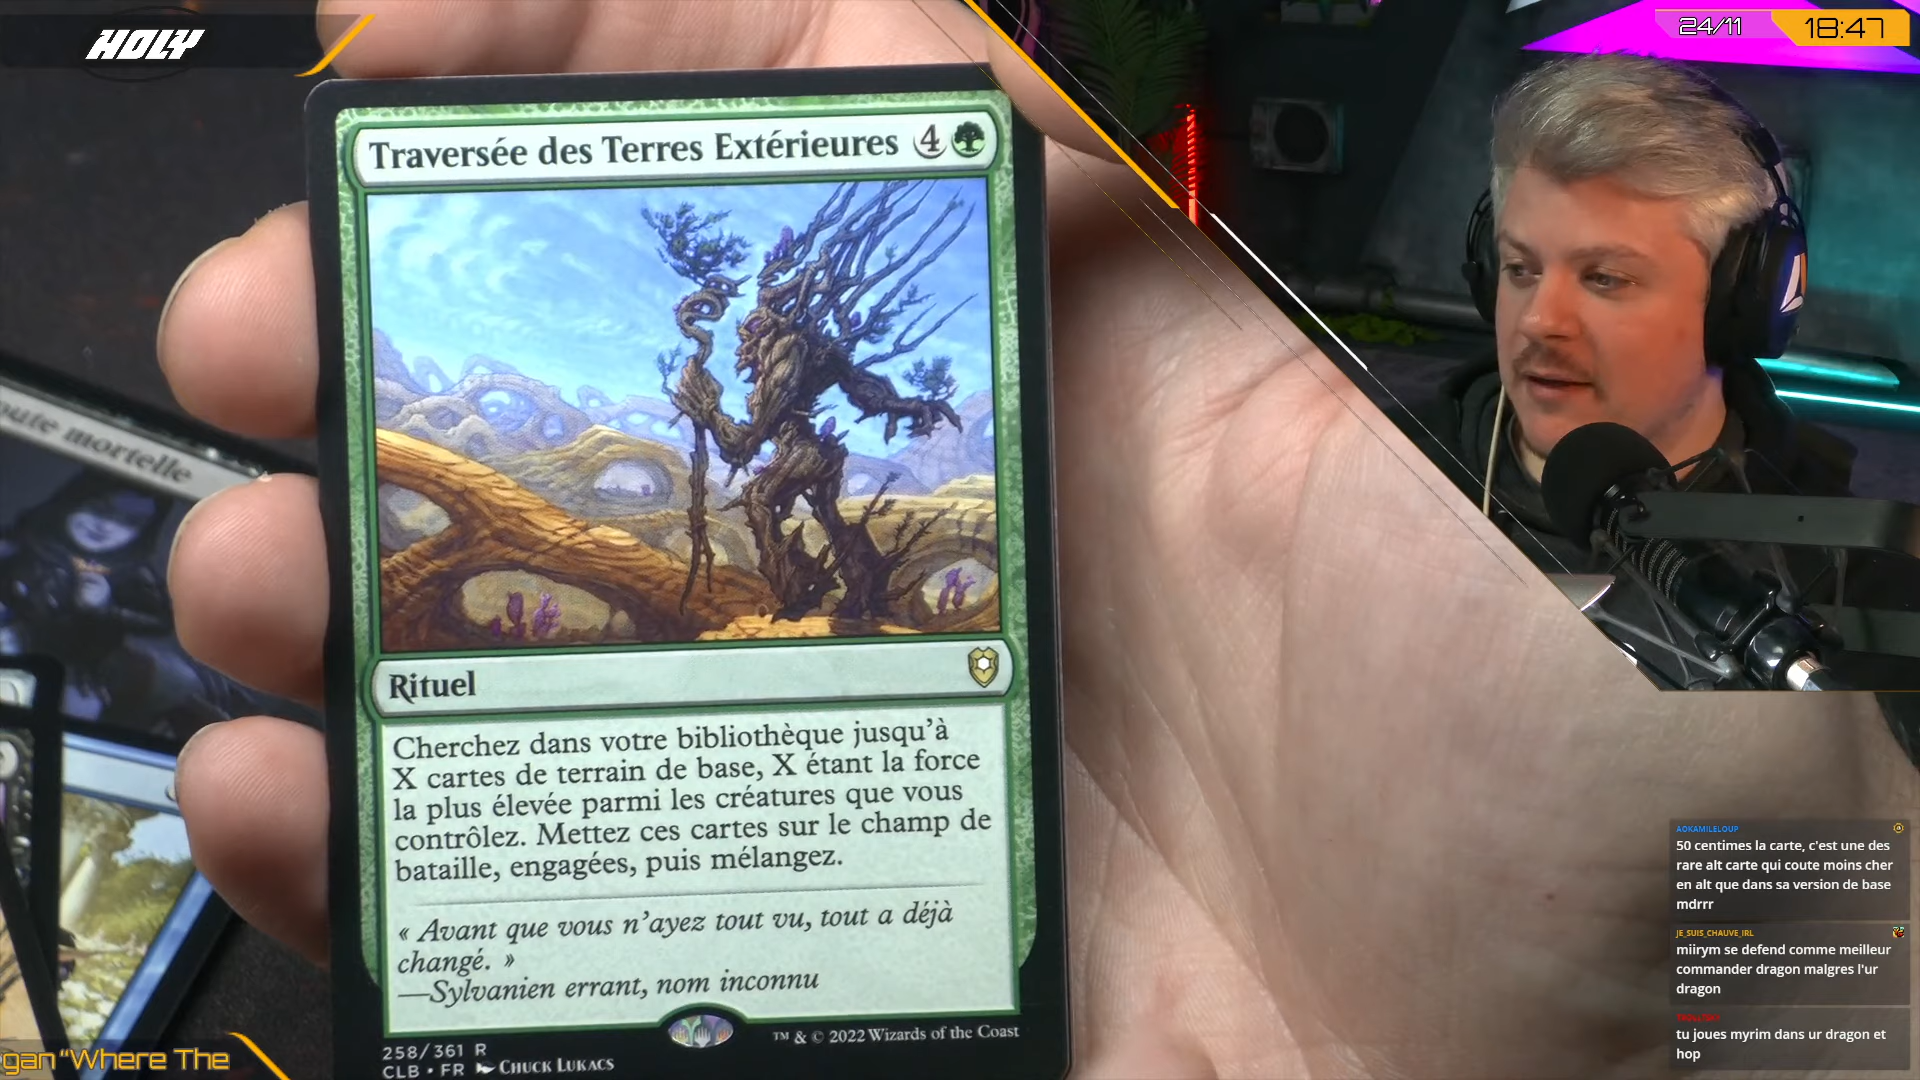 HOLY
24/11
18:47
Traversée des Terres Extérieures 4
oute mortelle
Rituel
Cherchez dans votre bibliothèque jusqu'à
X cartes de terrain de base, X étant la force
la plus élevée parmi les créatures que vous
contrôlez. Mettez ces cartes sur le champ de
bataille, engagées, puis mélangez.
« Avant que vous n'ayez tout vu, tout a déjà
changé. »
—Sylvanien errant, nom inconnu
™ & © 2022 Wizards of the Coast
258/361 R
CLB • FR CHUCK LUKACS
gan "Where The
AOKAMILELOUP
50 centimes la carte, c'est une des
rare alt carte qui coute moins cher
en alt que dans sa version de base
mdrrr
JE_SUIS_CHAUVE_IRL
miirym se defend comme meilleur
commander dragon malgres l'ur
dragon
tu joues myrim dans ur dragon et
hop